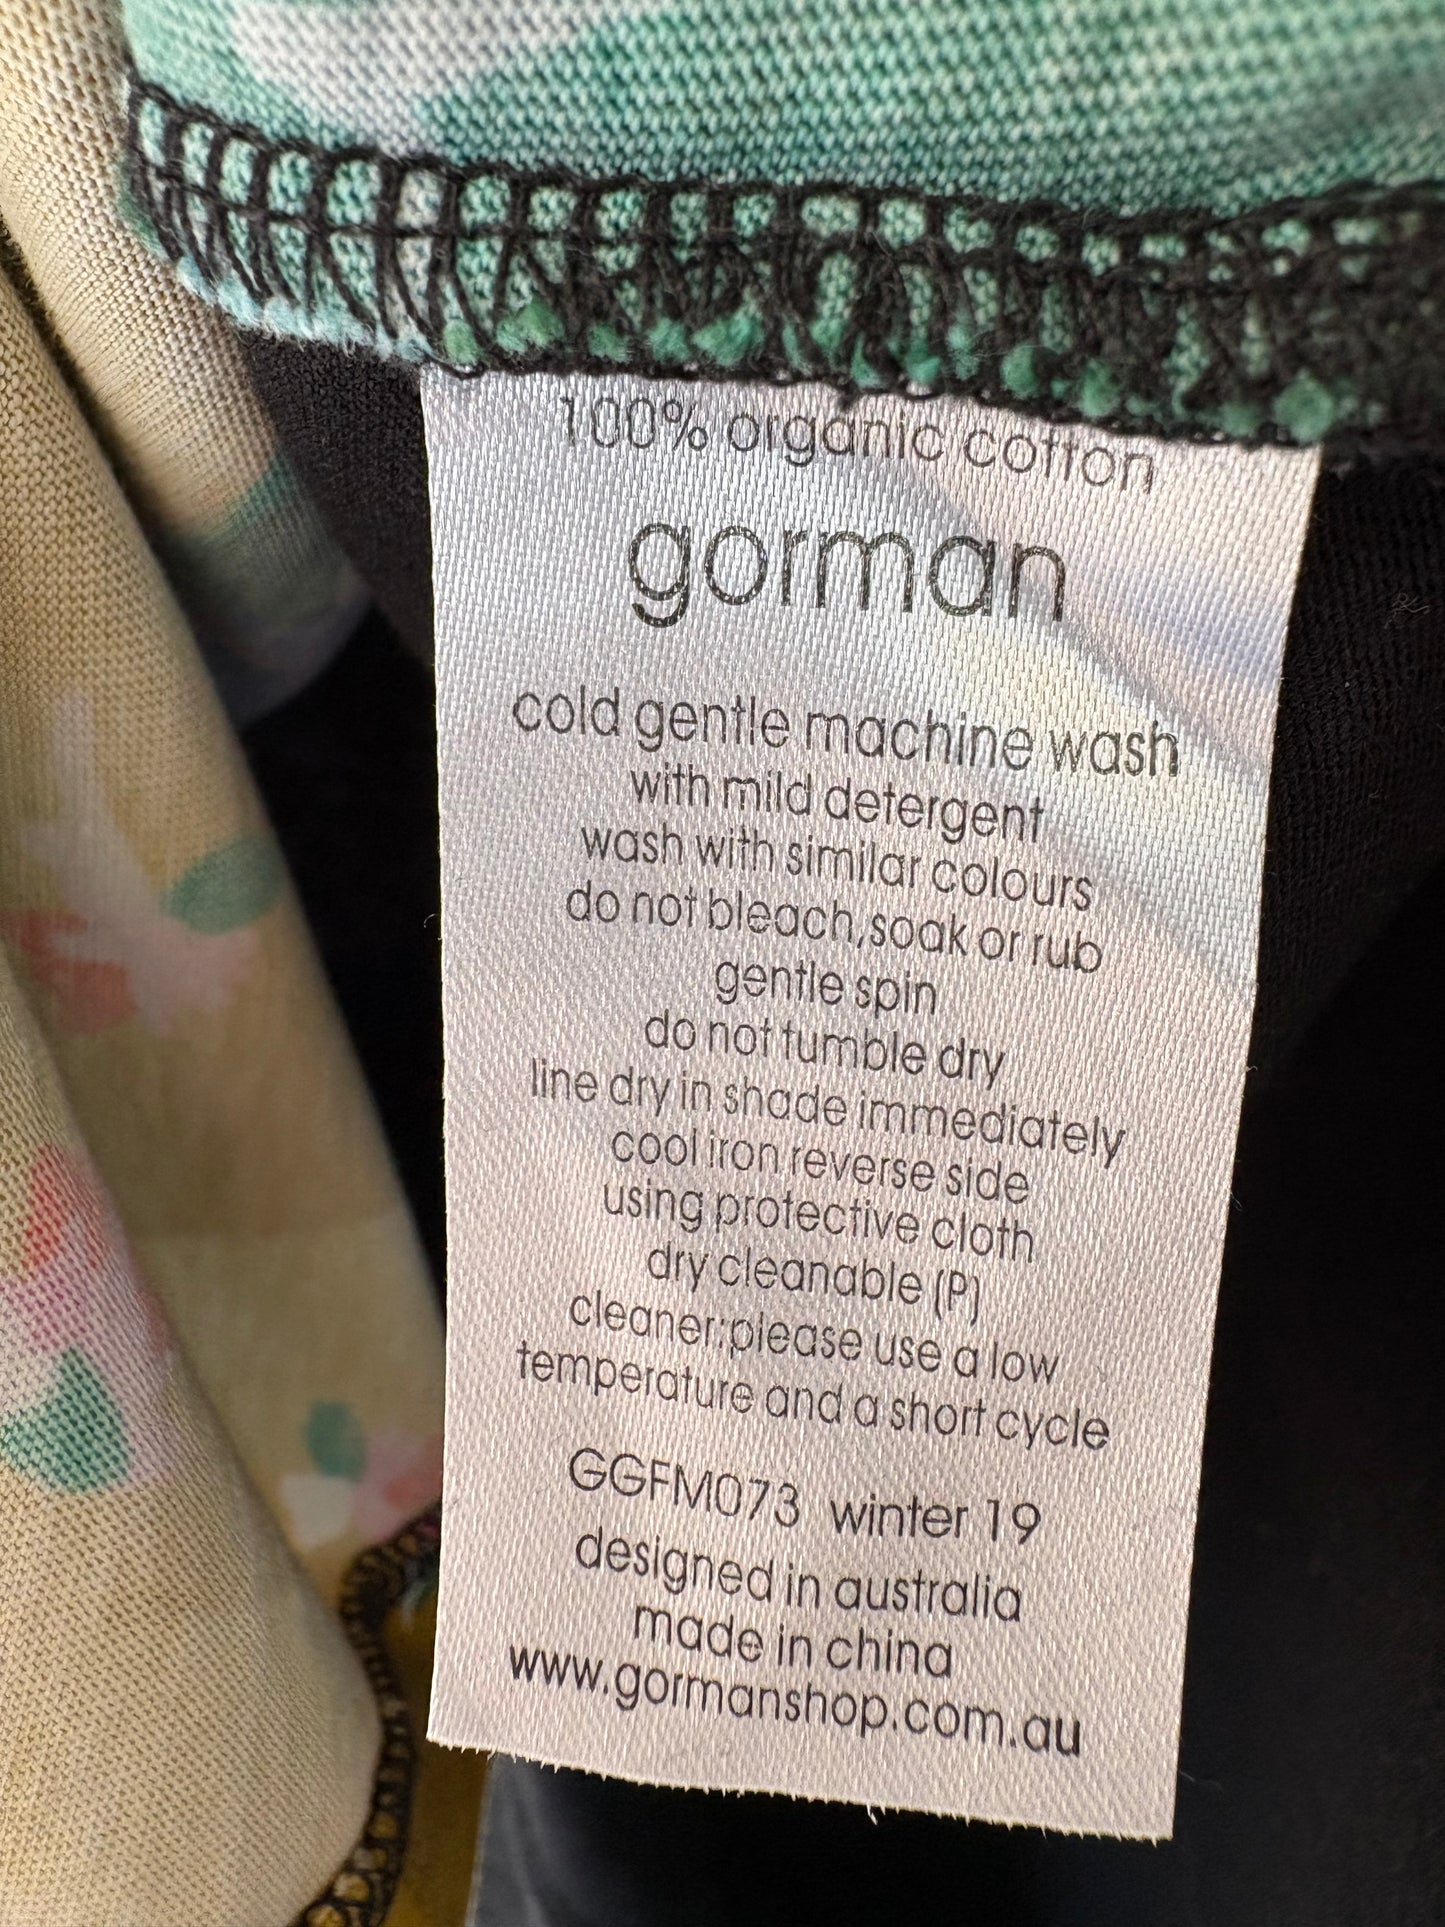 100% organic cotton
gorman
cold gentle machine wash
with mild detergent
wash with similar colours
do not bleach,soak or rub
gentle spin
do not tumble dry
line dry in shade immediately
cool iron reverse side
using protective cloth
dry cleanable (P)
cleaner:please use a low
temperature and a short cycle
GGFM073 winter 19
designed in australia
made in china
www.gormanshop.com.au